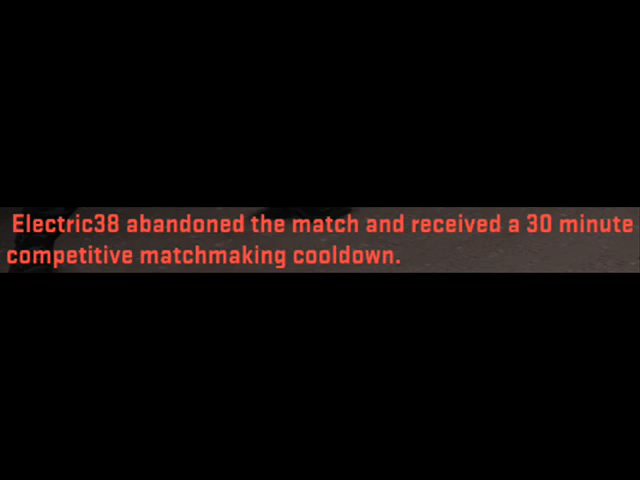 Electric38 abandoned the match and received a 30 minute
competitive matchmaking cooldown.